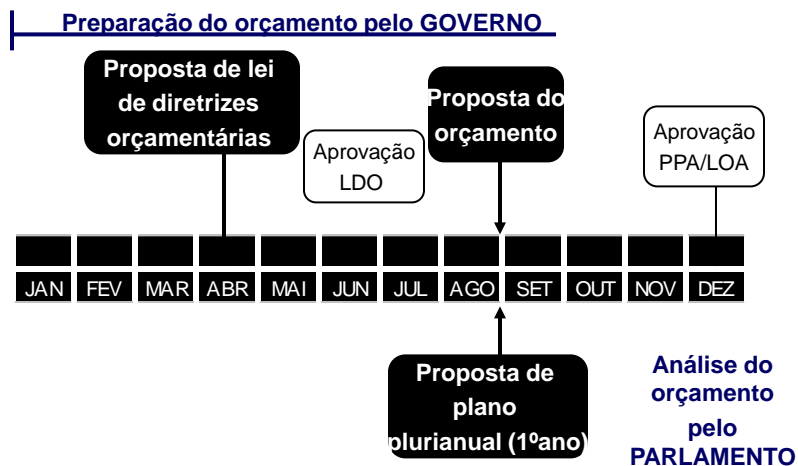 Preparação do orçamento pelo GOVERNO
Proposta de lei
de diretrizes
orçamentárias
Aprovação
LDO
Proposta do
orçamento
Aprovação
PPA/LOA
JAN FEV MAR ABR MAI JUN JUL AGO SET OUT NOV DEZ
Proposta de
plano
plurianual (1ºano)
Análise do
orçamento
pelo
PARLAMENTO